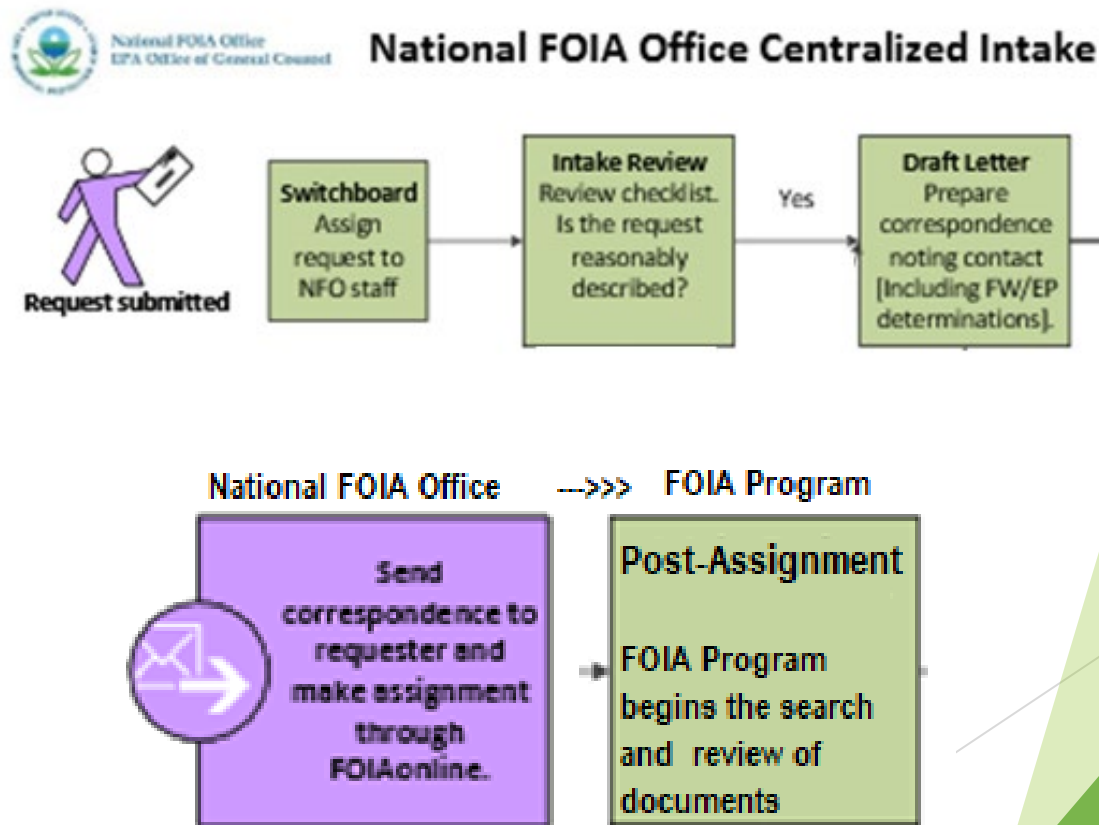 National FOIA Office
EPA Office of General Counsel
National FOIA Office Centralized Intake
Request submitted
Switchboard
Assign
request to
NFO staff
Intake Review
Review checklist.
Is the request
reasonably
described?
Yes
Draft Letter
Prepare
correspondence
noting contact
[Including FW/EP
determinations].
National FOIA Office --->>> FOIA Program
Send
correspondence to
requester and
make assignment
through
FOIAonline.
Post-Assignment
FOIA Program
begins the search
and review of
documents